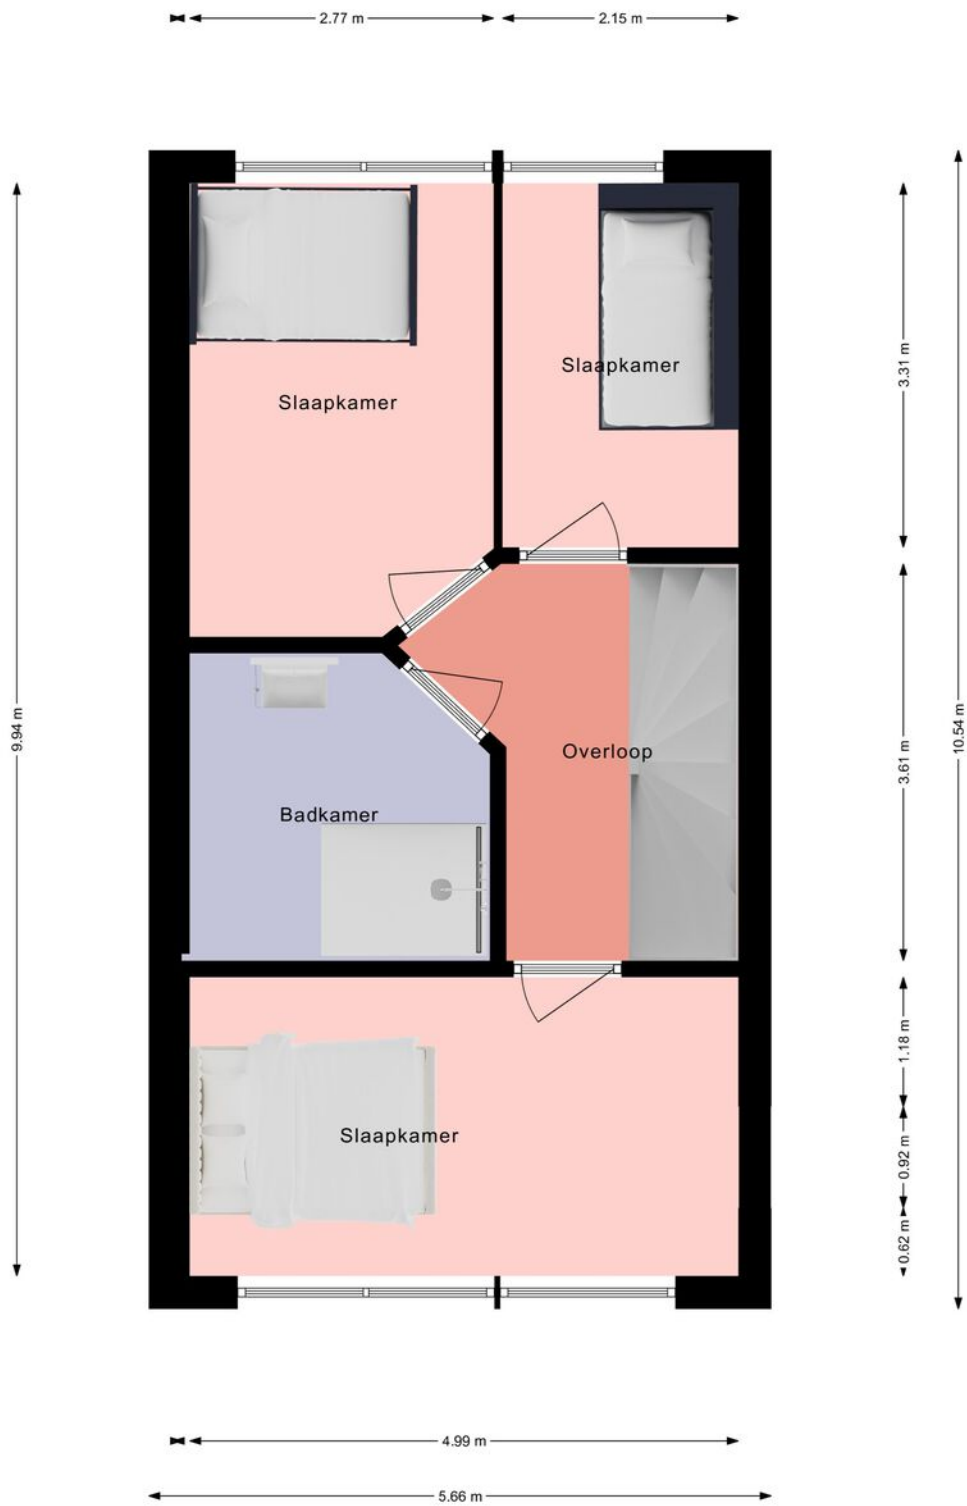 2.77 m
2.15 m
Slaapkamer
Slaapkamer
3.31 m
9.94 m
10.54 m
Overloop
3.61 m
Badkamer
1.18 m
Slaapkamer
0.92 m
0.62 m
4.99 m
5.66 m